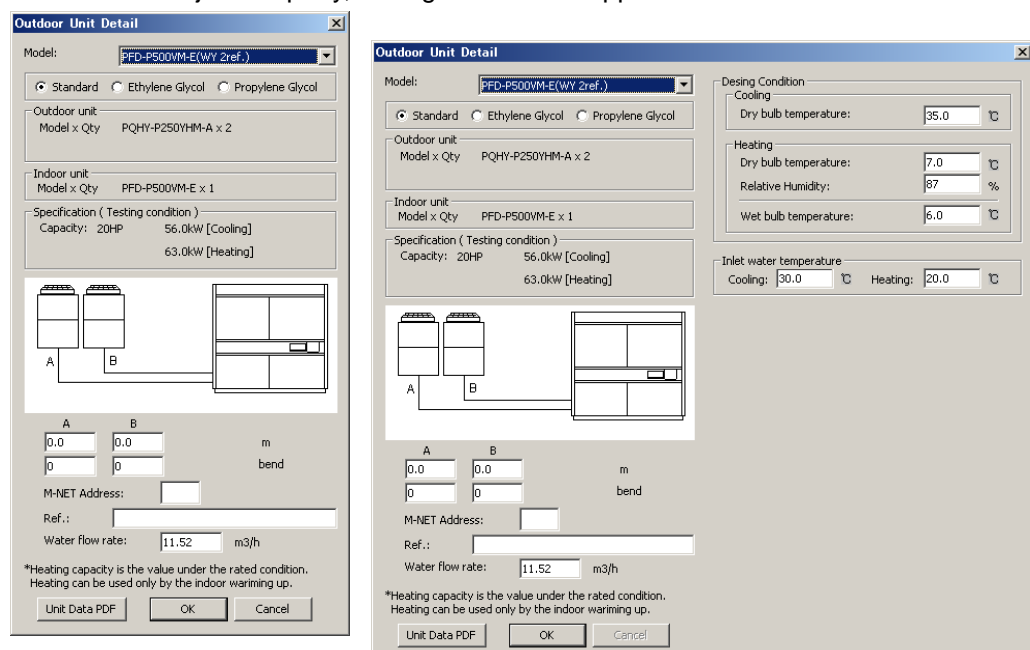 Outdoor Unit Detail
Model: PFD-P500VM-E(WY 2ref.)
Standard Ethylene Glycol Propylene Glycol
Outdoor unit
Model x Qty PQHY-P250YHM-A x 2
Indoor unit
Model x Qty PFD-P500VM-E x 1
Specification ( Testing condition )
Capacity: 20HP 56.0kW [Cooling]
63.0kW [Heating]
A B
A B
0.0 0.0 m
0 0 bend
M-NET Address:
Ref.:
Water flow rate: 11.52 m3/h
*Heating capacity is the value under the rated condition.
Heating can be used only by the indoor wariming up.
Unit Data PDF OK Cancel
Outdoor Unit Detail
Model: PFD-P500VM-E(WY 2ref.)
Standard Ethylene Glycol Propylene Glycol
Outdoor unit
Model x Qty PQHY-P250YHM-A x 2
Indoor unit
Model x Qty PFD-P500VM-E x 1
Specification ( Testing condition )
Capacity: 20HP 56.0kW [Cooling]
63.0kW [Heating]
A B
A B
0.0 0.0 m
0 0 bend
M-NET Address:
Ref.:
Water flow rate: 11.52 m3/h
*Heating capacity is the value under the rated condition.
Heating can be used only by the indoor wariming up.
Unit Data PDF OK Cancel
Desing Condition
Cooling
Dry bulb temperature: 35.0 ℃
Heating
Dry bulb temperature: 7.0 ℃
Relative Humidity: 87 %
Wet bulb temperature: 6.0 ℃
Inlet water temperature
Cooling: 30.0 ℃ Heating: 20.0 ℃